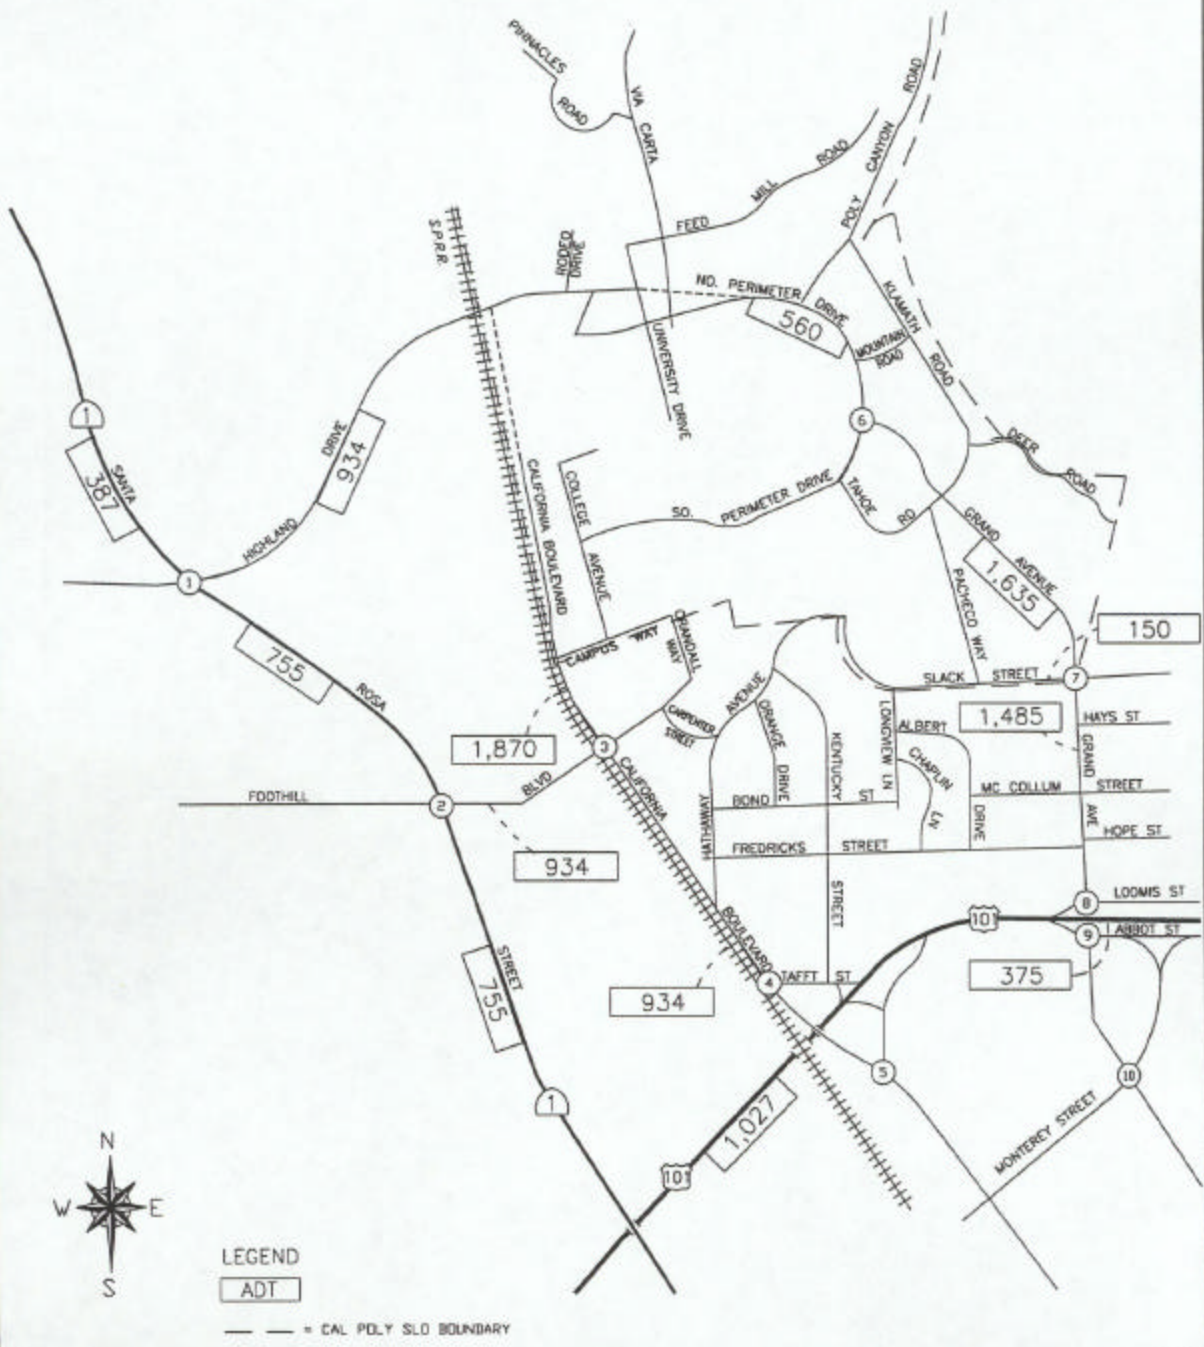 PINNACLES
ROAD
VIA CARTA
POLY CANYON ROAD
FEED MILL ROAD
S.P.R.R.
RODEO
DRIVE
NO. PERIMETER DRIVE
560
KLAMATH ROAD
MOUNTAIN
ROAD
UNIVERSITY DRIVE
1
387
SANTA
HIGHLAND DRIVE
934
6
DEER ROAD
CALIFORNIA BOULEVARD
COLLEGE AVENUE
SO. PERIMETER DRIVE
TAHOE RD
GRAND AVENUE
1,635
PACHECO WAY
1
755
ROSA
CAMPUS WAY
CRANDALL
WAY
150
SLACK STREET
7
1,485
HAYS ST
GRAND AVE
1,870
3
CARPENTER
STREET
HATHAWAY AVENUE
ORANGE DRIVE
KENTUCKY STREET
LONGVIEW LN
ALBERT DRIVE
CHAPLIN LN
MC COLLUM STREET
FOOTHILL BLVD
2
934
BOND ST
HOPE ST
FREDRICKS STREET
CALIFORNIA BOULEVARD
8
LOOMIS ST
101
9
ABBOT ST
STREET
755
934
4
TAFFT ST
375
5
10
1
1,027
MONTEREY STREET
101
N
W E
S
LEGEND
ADT
= CAL POLY SLO BOUNDARY